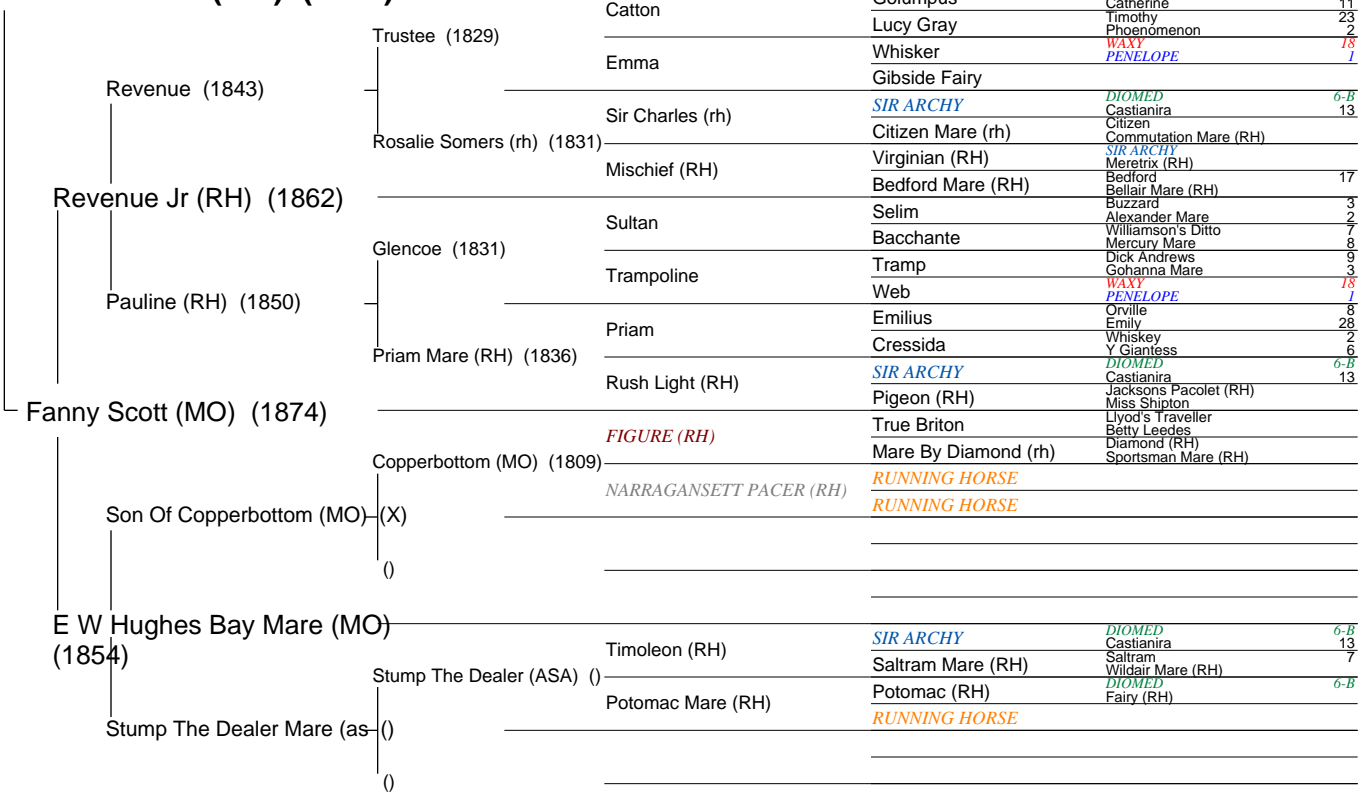 Revenue (1843)
Revenue Jr (RH) (1862)
Pauline (RH) (1850)
Fanny Scott (MO) (1874)
Son Of Copperbottom (MO) (X)
E W Hughes Bay Mare (MO)
(1854)
Stump The Dealer Mare (as ()
Trustee (1829)
Rosalie Somers (rh) (1831)
Glencoe (1831)
Priam Mare (RH) (1836)
Copperbottom (MO) (1809)
()
Stump The Dealer (ASA) ()
()
Catton
Emma
Sir Charles (rh)
Mischief (RH)
Sultan
Trampoline
Priam
Rush Light (RH)
FIGURE (RH)
NARRAGANSETT PACER (RH)
Timoleon (RH)
Potomac Mare (RH)
Lucy Gray
Whisker
Gibside Fairy
SIR ARCHY
Citizen Mare (rh)
Virginian (RH)
Bedford Mare (RH)
Selim
Bacchante
Tramp
Web
Emilius
Cressida
SIR ARCHY
Pigeon (RH)
True Briton
Mare By Diamond (rh)
RUNNING HORSE
RUNNING HORSE
SIR ARCHY
Saltram Mare (RH)
Potomac (RH)
RUNNING HORSE
Catherine 11
Timothy 23
Phoenomenon 2
WAXY 18
PENELOPE 1
DIOMED 6-B
Castianira 13
Citizen
Commutation Mare (RH)
SIR ARCHY
Meretrix (RH)
Bedford 17
Bellair Mare (RH)
Buzzard 3
Alexander Mare 2
Williamson's Ditto 7
Mercury Mare 8
Dick Andrews 9
Gohanna Mare 3
WAXY 18
PENELOPE 1
Orville 8
Emily 28
Whiskey 2
Y Giantess 6
DIOMED 6-B
Castianira 13
Jacksons Pacolet (RH)
Miss Shipton
Llyod's Traveller
Betty Leedes
Diamond (RH)
Sportsman Mare (RH)
DIOMED 6-B
Castianira 13
Saltram 7
Wildair Mare (RH)
DIOMED 6-B
Fairy (RH)